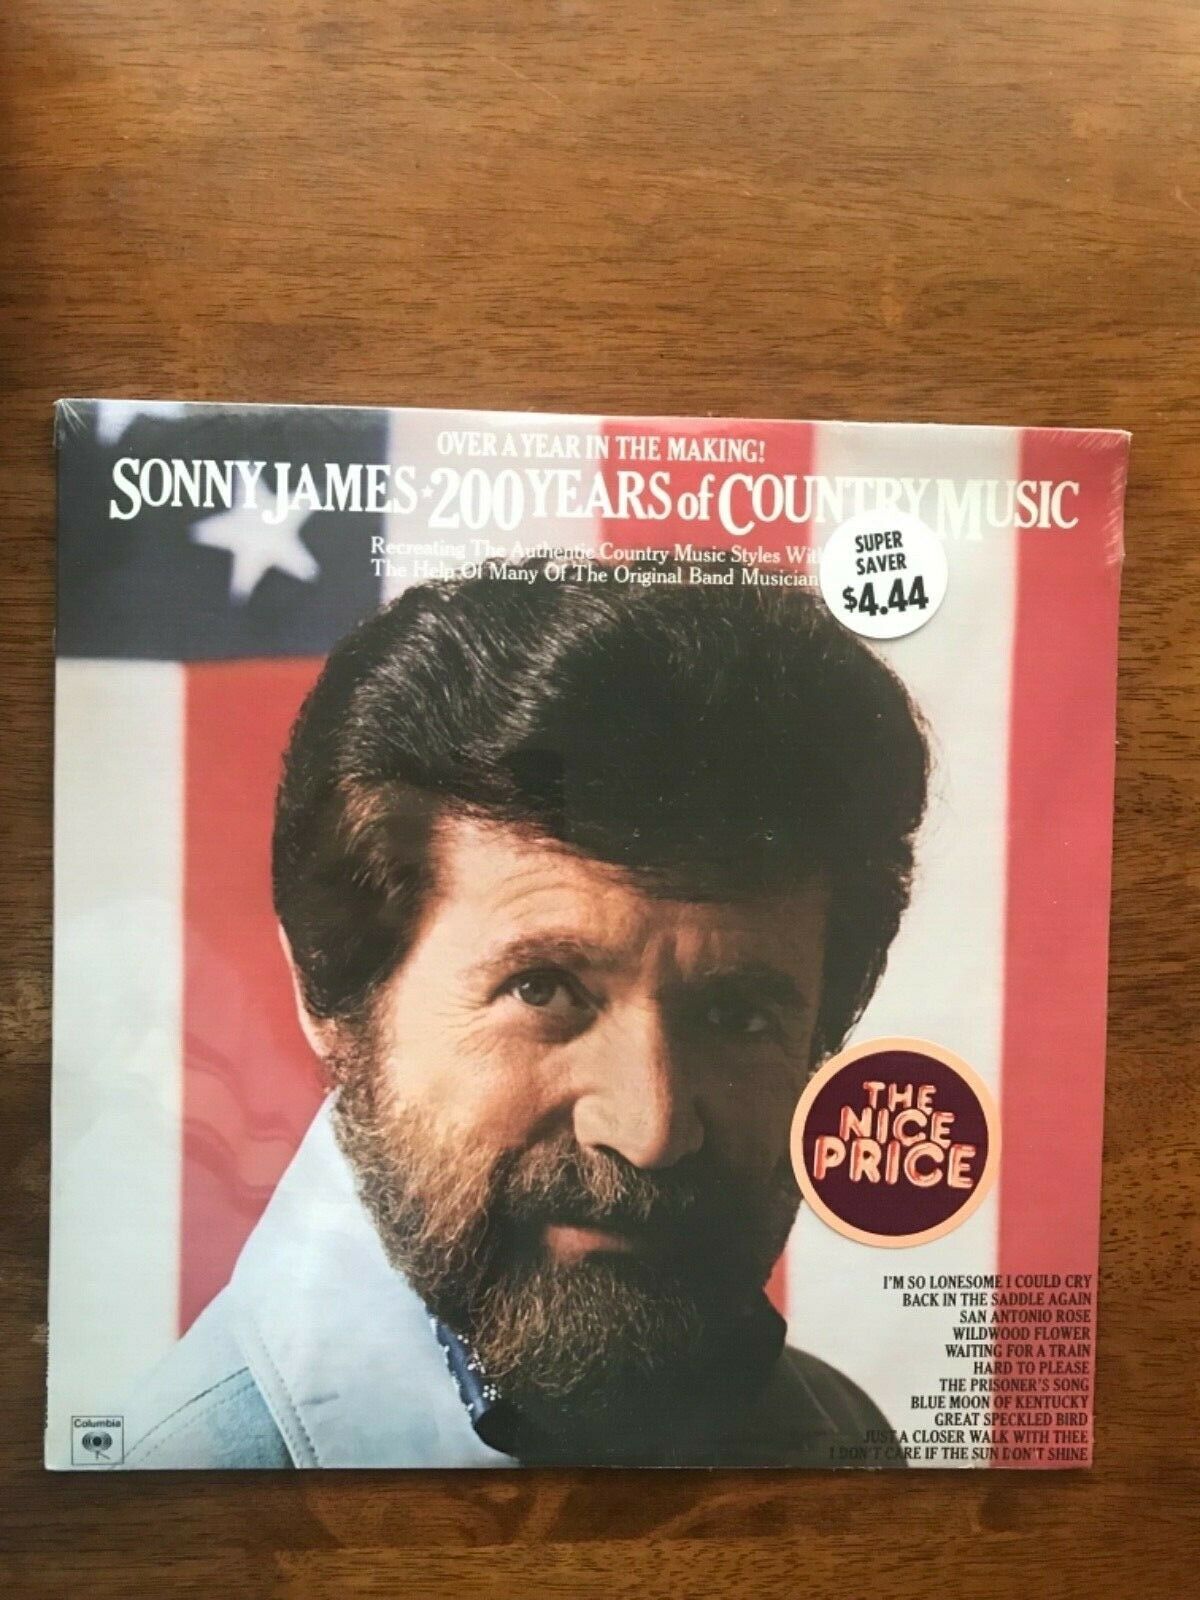 OVER A YEAR IN THE MAKING!
SONNY JAMES ★ 200 YEARS of COUNTRY MUSIC
Recreating The Authentic Country Music Styles With
The Help Of Many Of The Original Band Musician
SUPER
SAVER
$4.44
THE
NICE
PRICE
I'M SO LONESOME I COULD CRY
BACK IN THE SADDLE AGAIN
SAN ANTONIO ROSE
WILDWOOD FLOWER
WAITING FOR A TRAIN
HARD TO PLEASE
THE PRISONER'S SONG
BLUE MOON OF KENTUCKY
GREAT SPECKLED BIRD
JUST A CLOSER WALK WITH THEE
I DON'T CARE IF THE SUN DON'T SHINE
Columbia